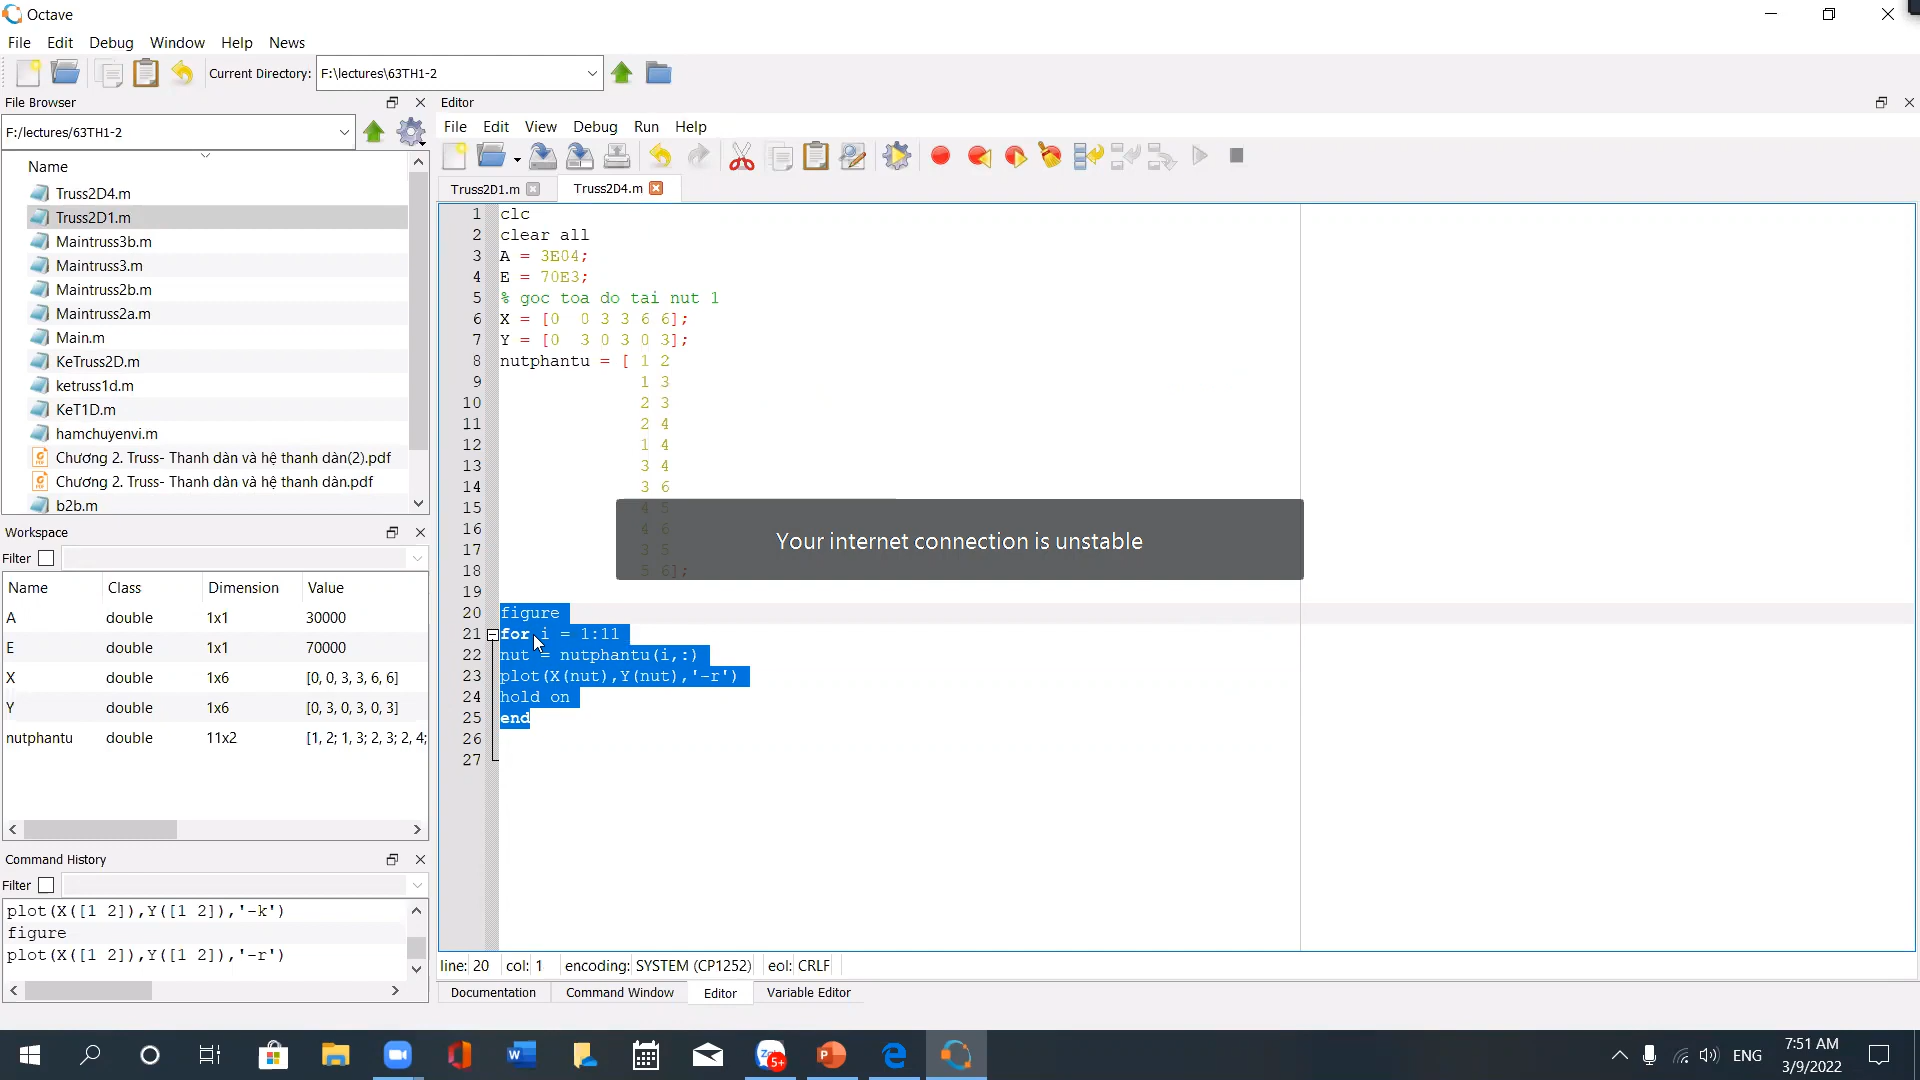 Octave
File Edit Debug Window Help News
Current Directory: F:\lectures\63TH1-2
File Browser
F:/lectures/63TH1-2
Name
Truss2D4.m
Truss2D1.m
Maintruss3b.m
Maintruss3.m
Maintruss2b.m
Maintruss2a.m
Main.m
KeTruss2D.m
ketruss1d.m
KeT1D.m
hamchuyenvi.m
Chương 2. Truss- Thanh dàn và hệ thanh dàn(2).pdf
Chương 2. Truss- Thanh dàn và hệ thanh dàn.pdf
b2b.m
Workspace
Filter
Name Class Dimension Value
A double 1x1 30000
E double 1x1 70000
X double 1x6 [0, 0, 3, 3, 6, 6]
Y double 1x6 [0, 3, 0, 3, 0, 3]
nutphantu double 11x2 [1, 2; 1, 3; 2, 3; 2, 4;
Command History
Filter
plot(X([1 2]),Y([1 2]),'-k')
figure
plot(X([1 2]),Y([1 2]),'-r')
Editor
File Edit View Debug Run Help
Truss2D1.m Truss2D4.m
1 clc
2 clear all
3 A = 3E04;
4 E = 70E3;
5 % goc toa do tai nut 1
6 X = [0  0 3 3 6 6];
7 Y = [0  3 0 3 0 3];
8 nutphantu = [ 1 2
9 1 3
10 2 3
11 2 4
12 1 4
13 3 4
14 3 6
15 4 5
16 4 6
17 3 5
18 5 6];
19
20 figure
21 for i = 1:11
22 nut = nutphantu(i,:)
23 plot(X(nut),Y(nut),'-r')
24 hold on
25 end
26
27
Your internet connection is unstable
line: 20 col: 1 encoding: SYSTEM (CP1252) eol: CRLF
Documentation Command Window Editor Variable Editor
5+
ENG
7:51 AM
3/9/2022